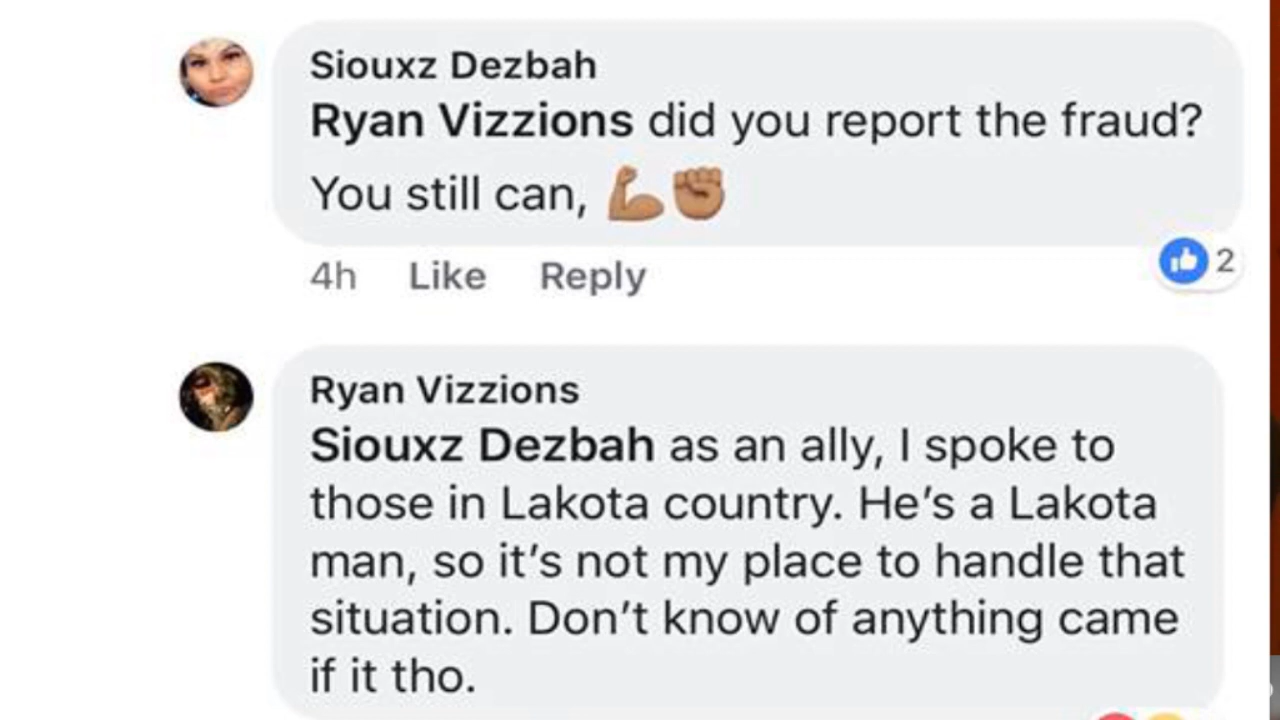 Siouxz Dezbah
Ryan Vizzions did you report the fraud?
You still can, 💪🏽✊🏽
4h Like Reply 2
Ryan Vizzions
Siouxz Dezbah as an ally, I spoke to
those in Lakota country. He’s a Lakota
man, so it’s not my place to handle that
situation. Don’t know of anything came
if it tho.